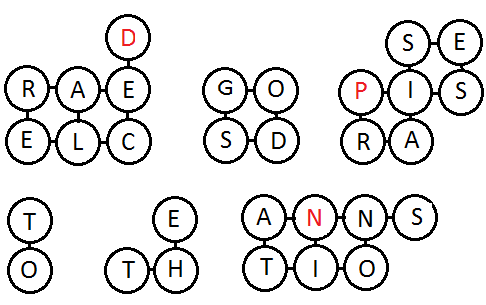 D
R A E
E L C
G O
S D
S E
P I S
R A
T
O
E
T H
A N N S
T I O